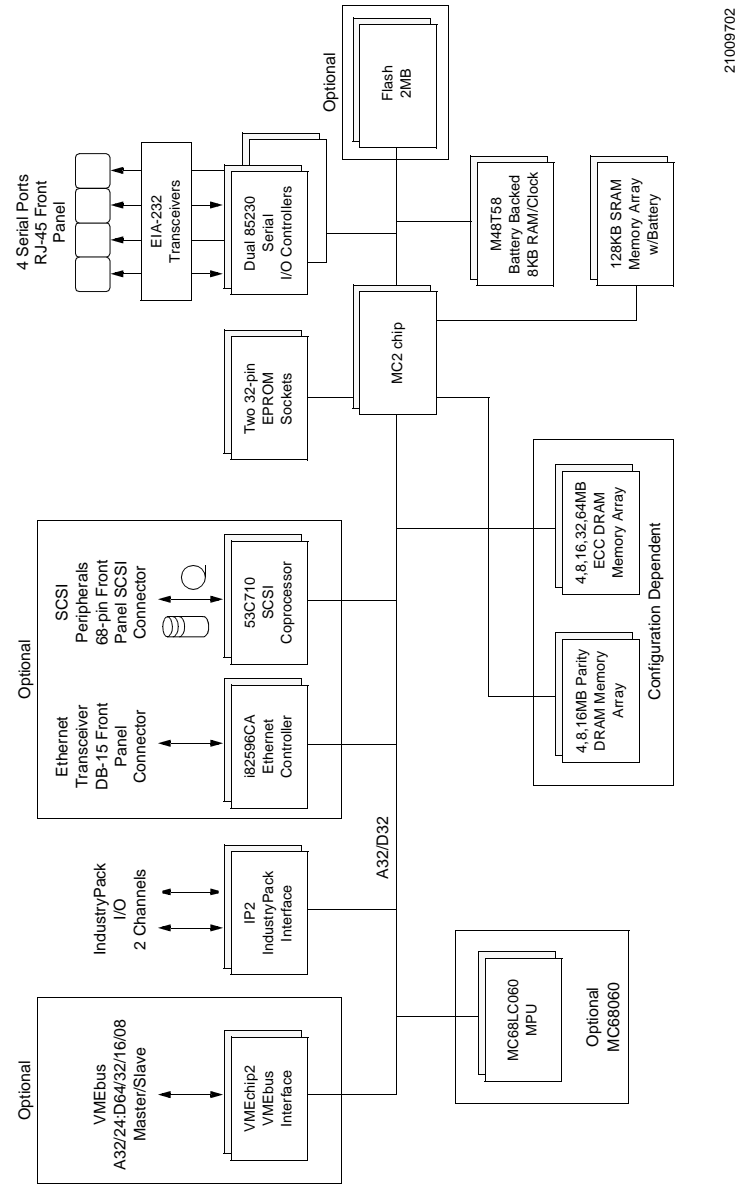 Optional
VMEbus
A32/24:D64/32/16/08
Master/Slave
VMEchip2
VMEbus
Interface
IndustryPack
I/O
2 Channels
IP2
IndustryPack
Interface
Optional
Ethernet
Transceiver
DB-15 Front
Panel
Connector
i82596CA
Ethernet
Controller
SCSI
Peripherals
68-pin Front
Panel SCSI
Connector
53C710
SCSI
Coprocessor
Two 32-pin
EPROM
Sockets
4 Serial Ports
RJ-45 Front
Panel
EIA-232
Transceivers
Dual 85230
Serial
I/O Controllers
Optional
Flash
2MB
A32/D32
MC2 chip
MC68LC060
MPU
Optional
MC68060
4,8,16MB Parity
DRAM Memory
Array
4,8,16,32,64MB
ECC DRAM
Memory Array
Configuration Dependent
M48T58
Battery Backed
8KB RAM/Clock
128KB SRAM
Memory Array
w/Battery
21009702